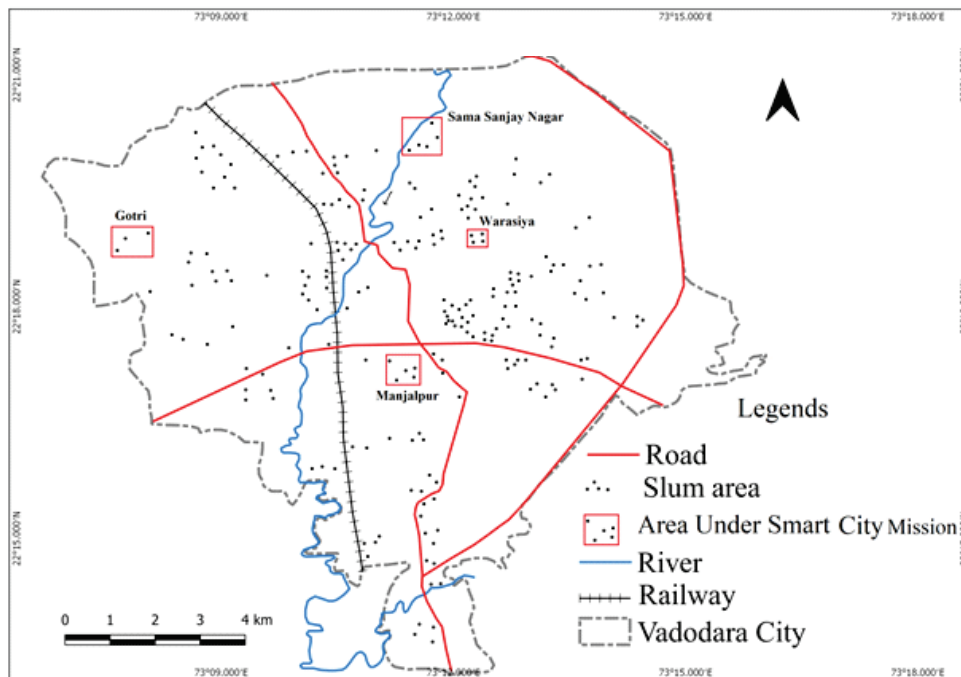 73°09.000'E 73°12.000'E 73°15.000'E 73°18.000'E
22°21.000'N
Sama Sanjay Nagar
Gotri
Warasiya
22°18.000'N
Manjalpur
Legends
Road
Slum area
Area Under Smart City Mission
22°15.000'N
River
Railway
0 1 2 3 4 km
Vadodara City
73°09.000'E 73°15.000'E 73°18.000'E